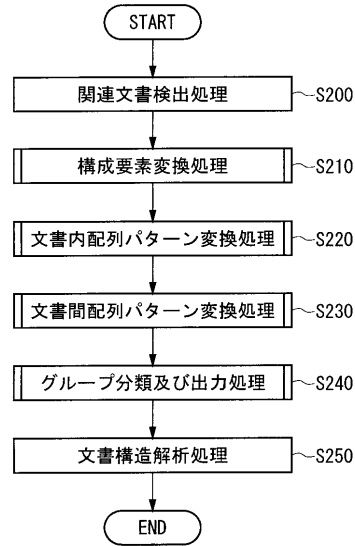 START
関連文書検出処理 S200
構成要素変換処理 S210
文書内配列パターン変換処理 S220
文書間配列パターン変換処理 S230
グループ分類及び出力処理 S240
文書構造解析処理 S250
END